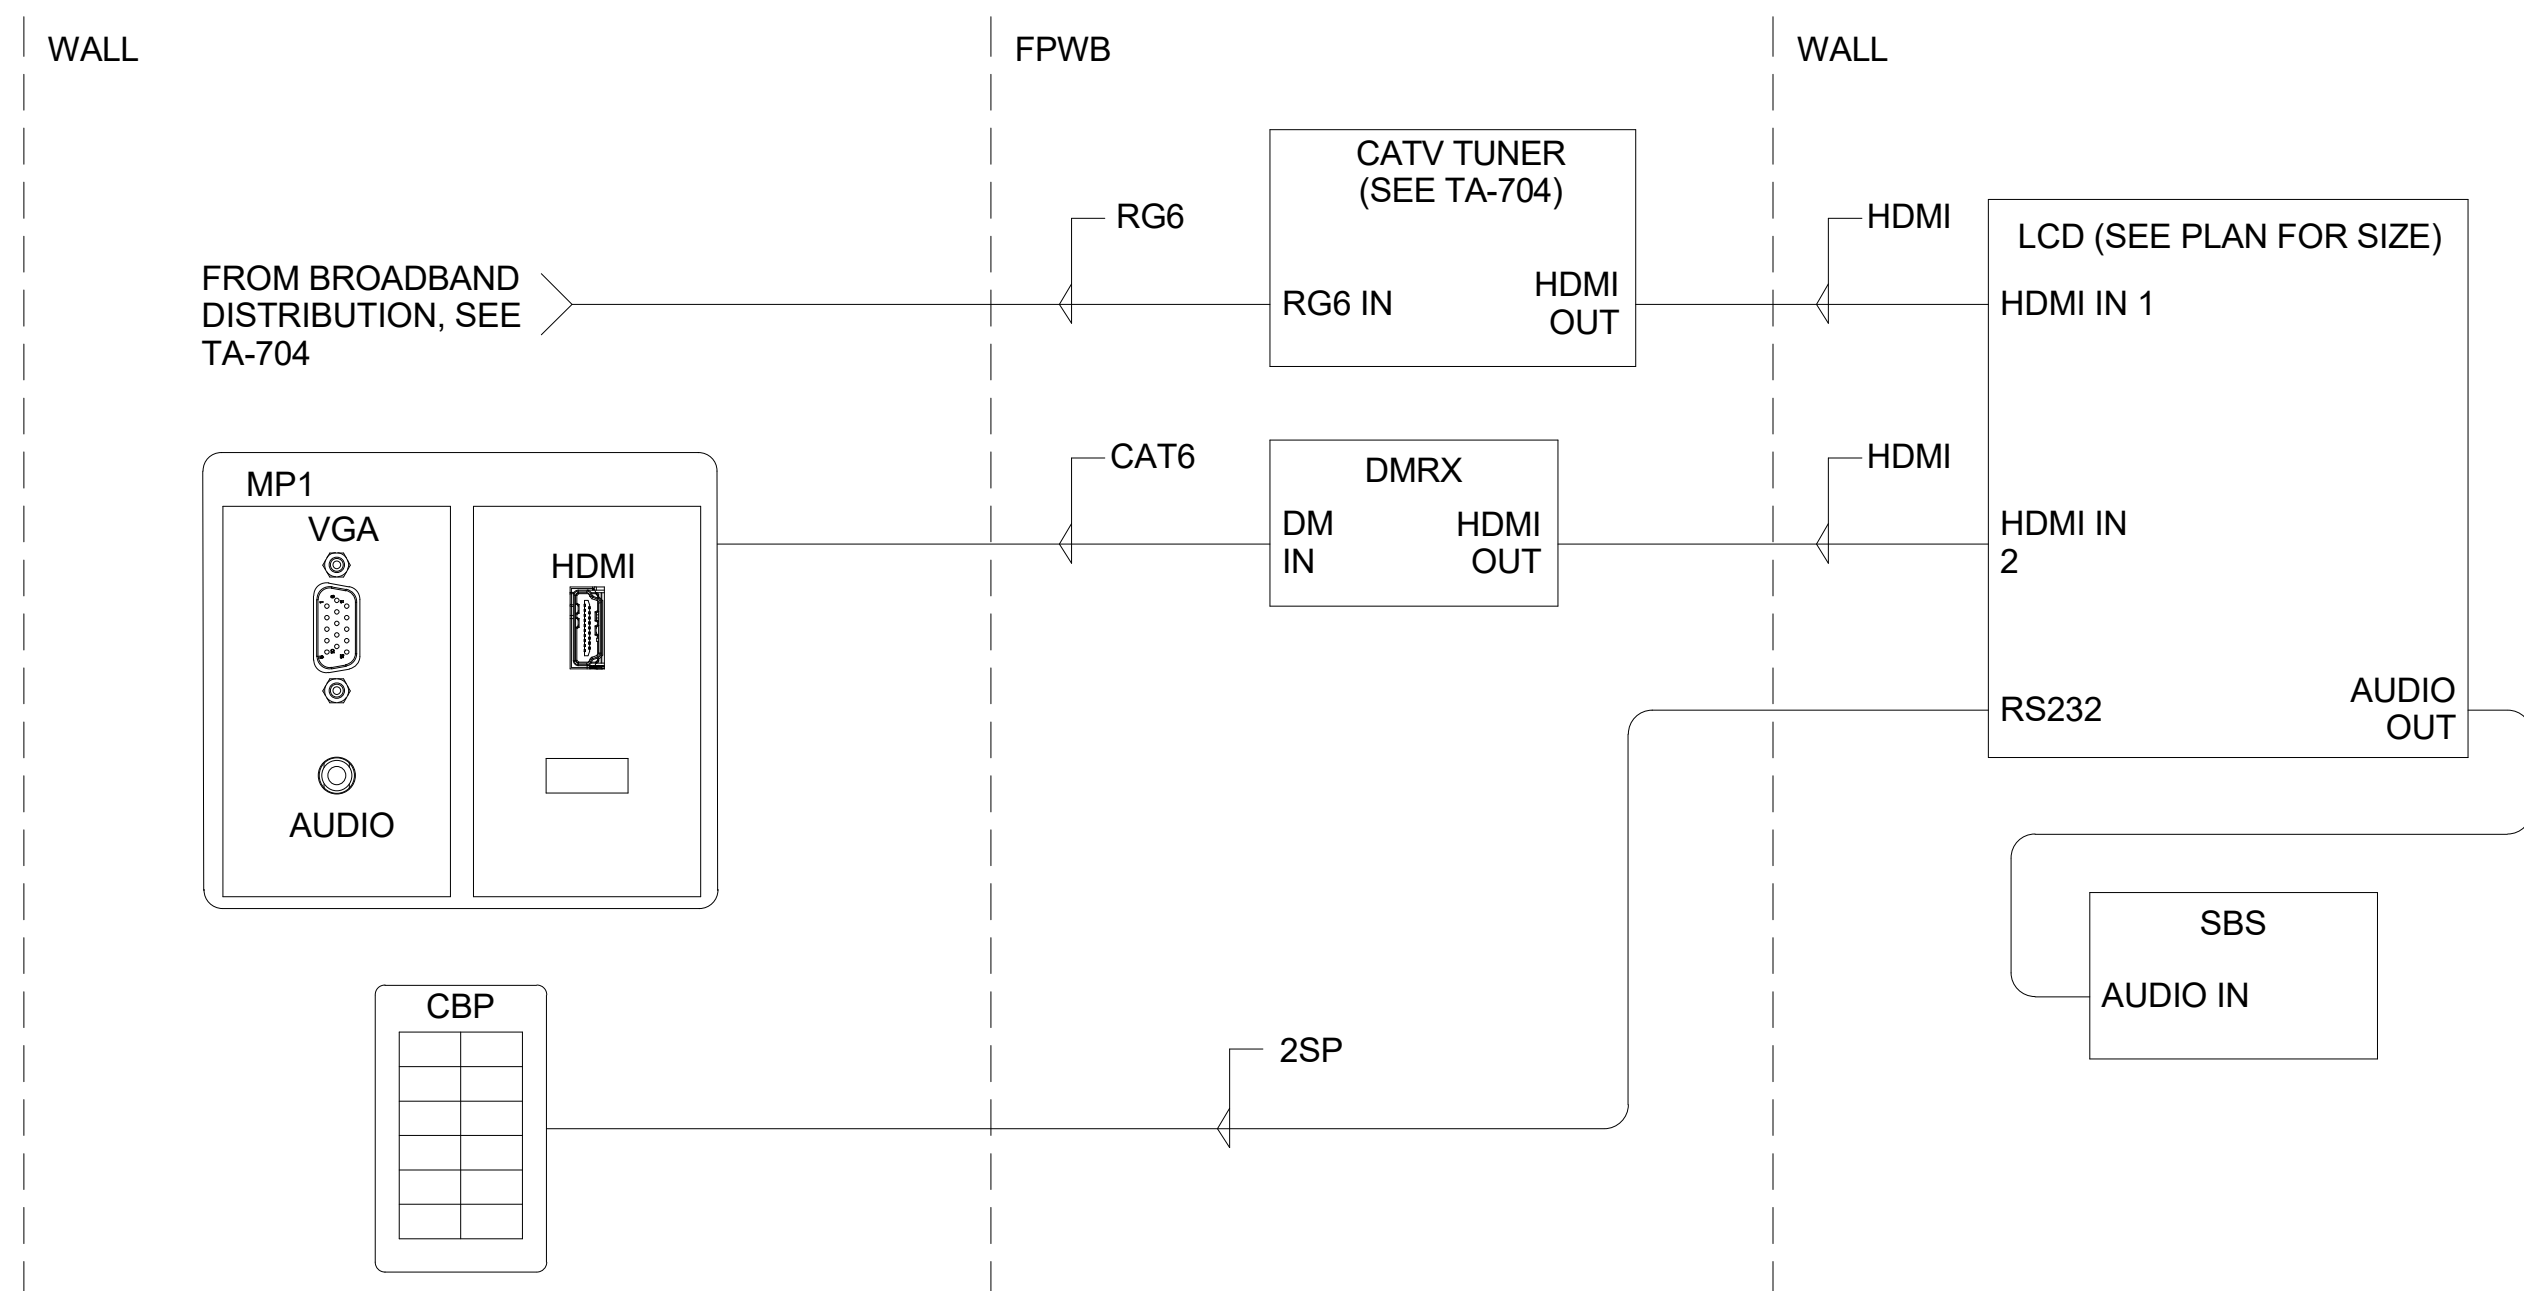 WALL
FPWB
WALL
CATV TUNER
(SEE TA-704)
RG6 IN
HDMI
OUT
RG6
HDMI
LCD (SEE PLAN FOR SIZE)
HDMI IN 1
HDMI IN
2
RS232
AUDIO
OUT
FROM BROADBAND
DISTRIBUTION, SEE
TA-704
CAT6
DMRX
DM
IN
HDMI
OUT
HDMI
MP1
VGA
AUDIO
HDMI
SBS
AUDIO IN
CBP
2SP